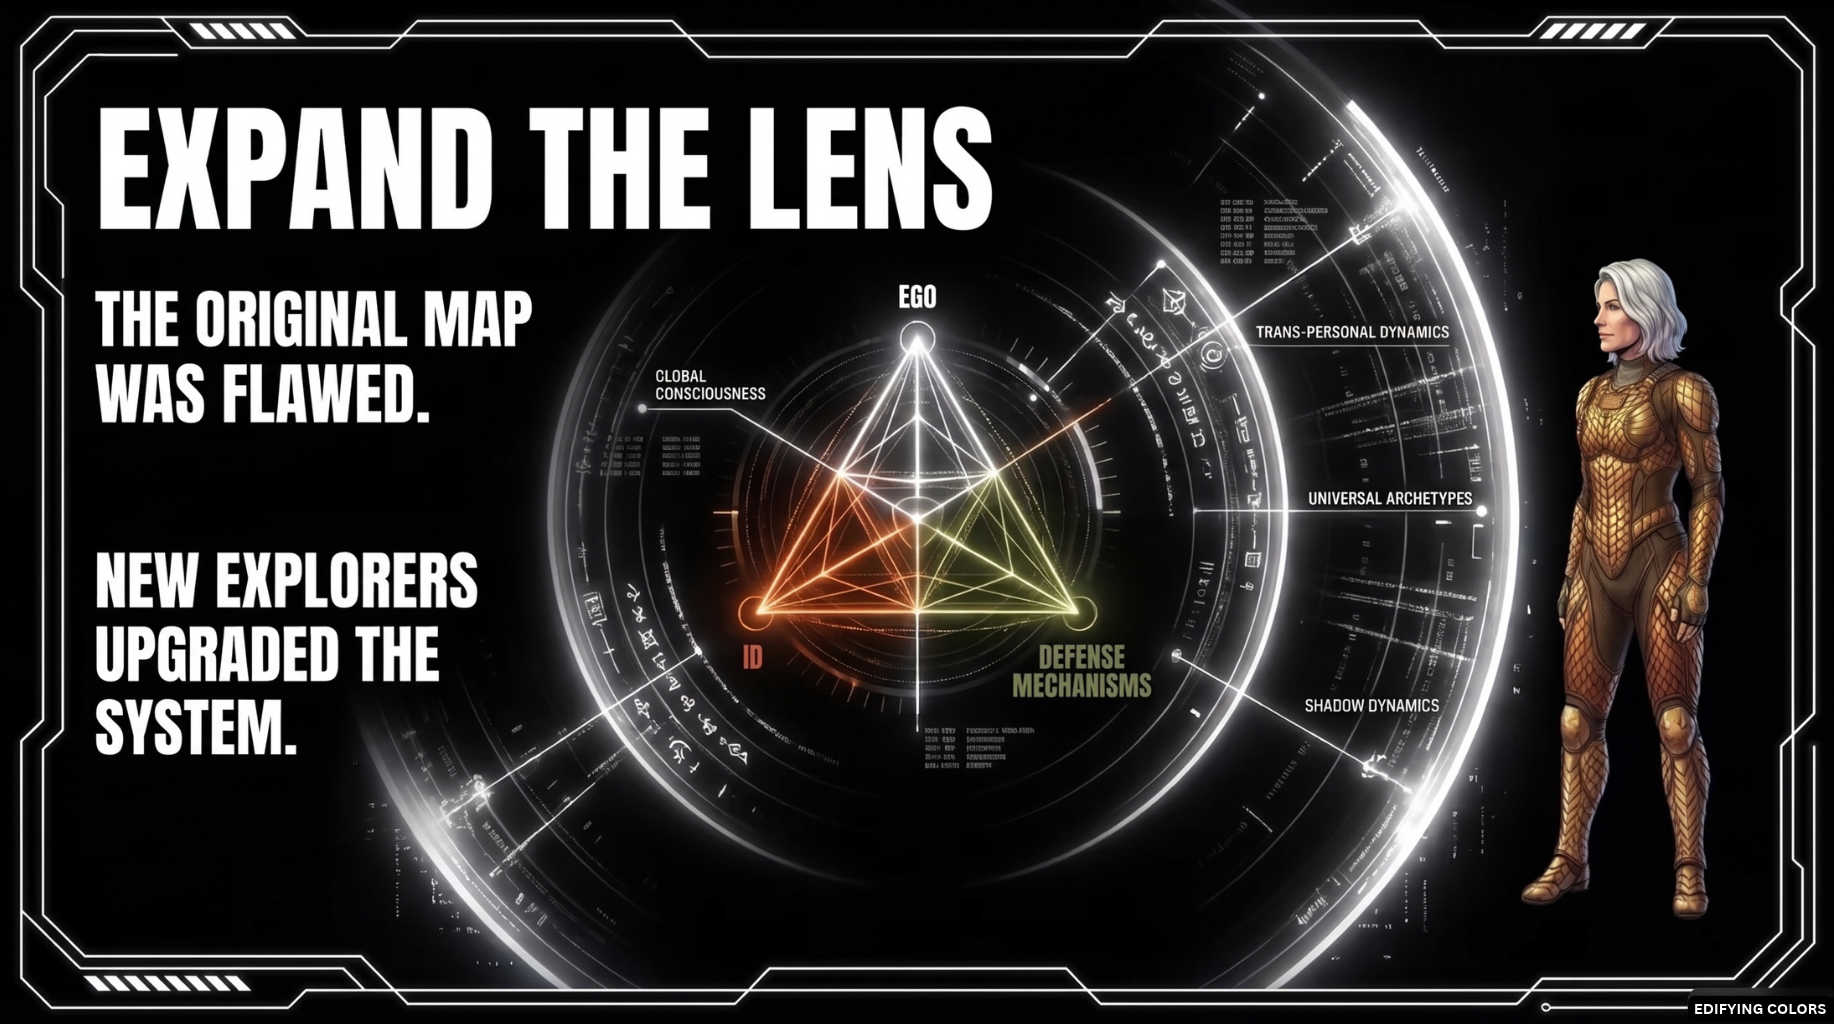 EXPAND THE LENS
THE ORIGINAL MAP
WAS FLAWED.
NEW EXPLORERS
UPGRADED THE
SYSTEM.
EGO
GLOBAL
CONSCIOUSNESS
TRANS-PERSONAL DYNAMICS
UNIVERSAL ARCHETYPES
ID
DEFENSE
MECHANISMS
SHADOW DYNAMICS
EDIFYING COLORS